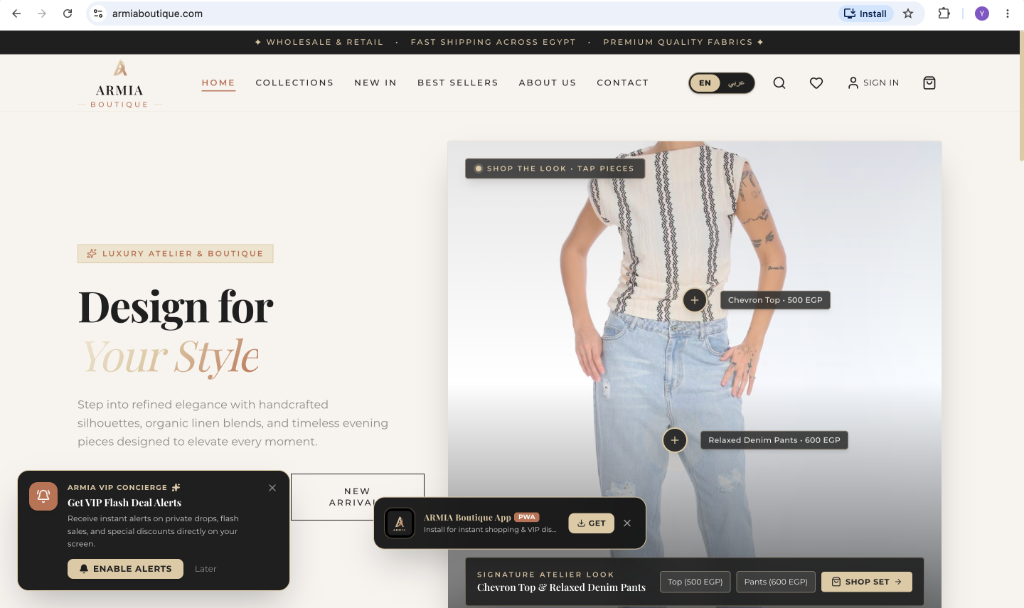 armiaboutique.com
Install
Y
✦ WHOLESALE & RETAIL • FAST SHIPPING ACROSS EGYPT • PREMIUM QUALITY FABRICS ✦
ARMIA
BOUTIQUE
HOME COLLECTIONS NEW IN BEST SELLERS ABOUT US CONTACT
EN عربي
SIGN IN
SHOP THE LOOK • TAP PIECES
LUXURY ATELIER & BOUTIQUE
Design for
Your Style
Step into refined elegance with handcrafted
silhouettes, organic linen blends, and timeless evening
pieces designed to elevate every moment.
Chevron Top • 500 EGP
Relaxed Denim Pants • 600 EGP
NEW
ARMIA VIP CONCIERGE
Get VIP Flash Deal Alerts
Receive instant alerts on private drops, flash
sales, and special discounts directly on your
screen.
ENABLE ALERTS Later
ARMIA Boutique App PWA
Install for instant shopping & VIP dis...
GET
SIGNATURE ATELIER LOOK
Chevron Top & Relaxed Denim Pants
Top (500 EGP) Pants (600 EGP) SHOP SET →